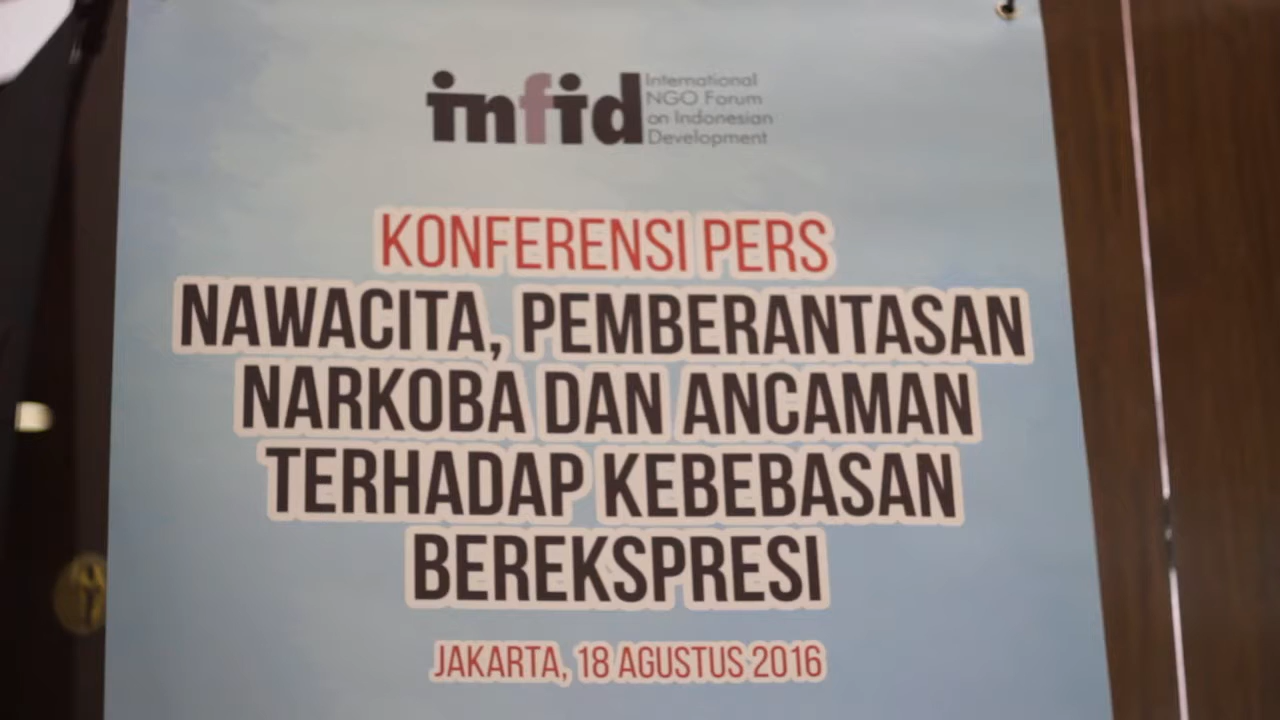 infid
International
NGO Forum
on Indonesian
Development
KONFERENSI PERS
NAWACITA, PEMBERANTASAN
NARKOBA DAN ANCAMAN
TERHADAP KEBEBASAN
BEREKSPRESI
JAKARTA, 18 AGUSTUS 2016